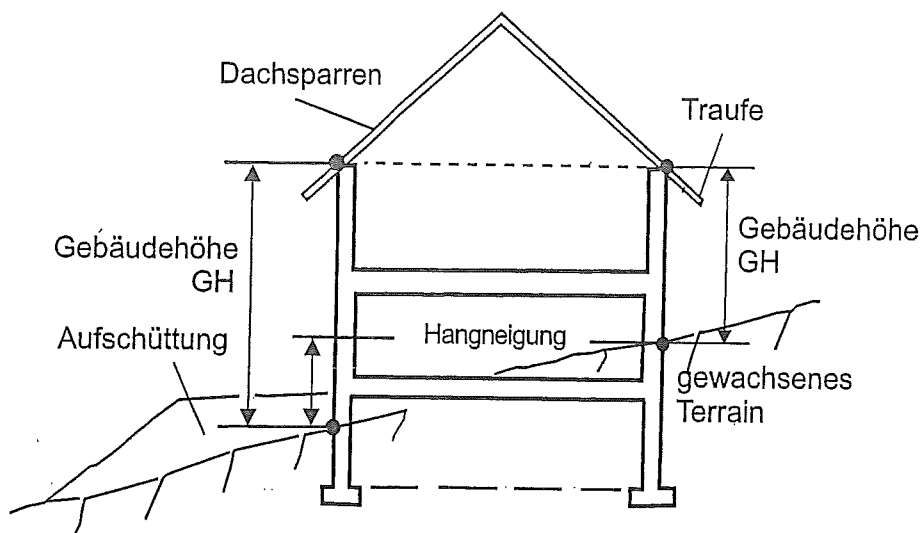 Dachsparren
Traufe
Gebäudehöhe
GH
Gebäudehöhe
GH
Aufschüttung
Hangneigung
gewachsenes
Terrain